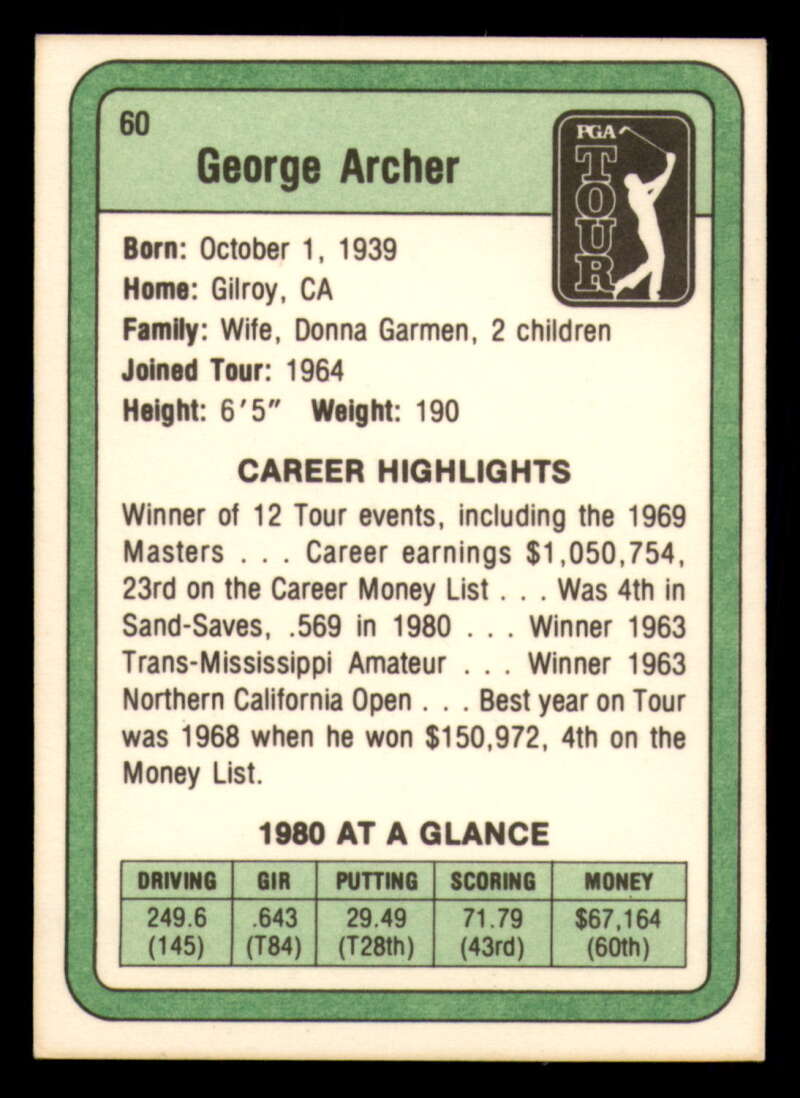 60
George Archer
PGA
TOUR
Born: October 1, 1939
Home: Gilroy, CA
Family: Wife, Donna Garmen, 2 children
Joined Tour: 1964
Height: 6'5" Weight: 190
CAREER HIGHLIGHTS
Winner of 12 Tour events, including the 1969
Masters . . . Career earnings $1,050,754,
23rd on the Career Money List . . . Was 4th in
Sand-Saves, .569 in 1980 . . . Winner 1963
Trans-Mississippi Amateur . . . Winner 1963
Northern California Open . . . Best year on Tour
was 1968 when he won $150,972, 4th on the
Money List.
1980 AT A GLANCE
DRIVING GIR PUTTING SCORING MONEY
249.6 .643 29.49 71.79 $67,164
(145) (T84) (T28th) (43rd) (60th)